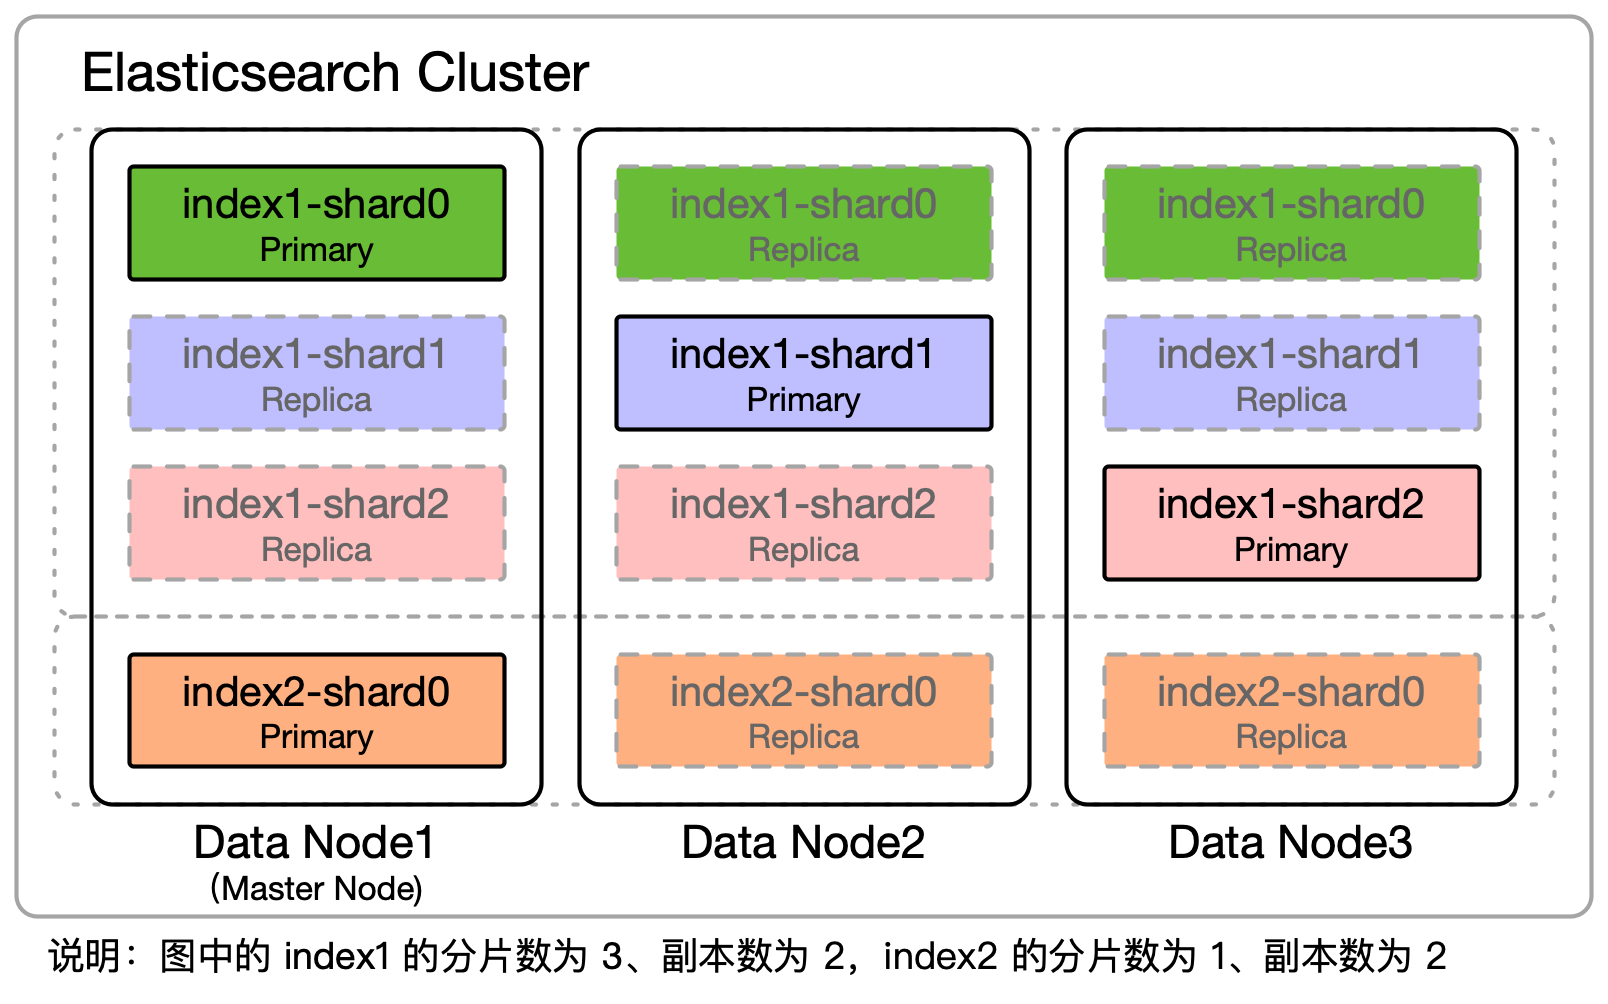 Elasticsearch Cluster
index1-shard0
Primary
index1-shard1
Replica
index1-shard2
Replica
index2-shard0
Primary
Data Node1
(Master Node)
index1-shard0
Replica
index1-shard1
Primary
index1-shard2
Replica
index2-shard0
Replica
Data Node2
index1-shard0
Replica
index1-shard1
Replica
index1-shard2
Primary
index2-shard0
Replica
Data Node3
说明：图中的 index1 的分片数为 3、副本数为 2，index2 的分片数为 1、副本数为 2